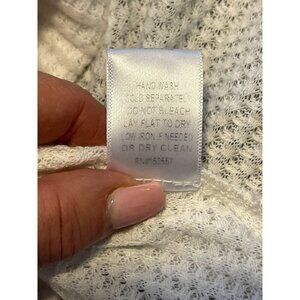 HAND WASH
COLD SEPARATELY
DO NOT BLEACH
LAY FLAT TO DRY
LOW IRON IF NEEDED
OR DRY CLEAN